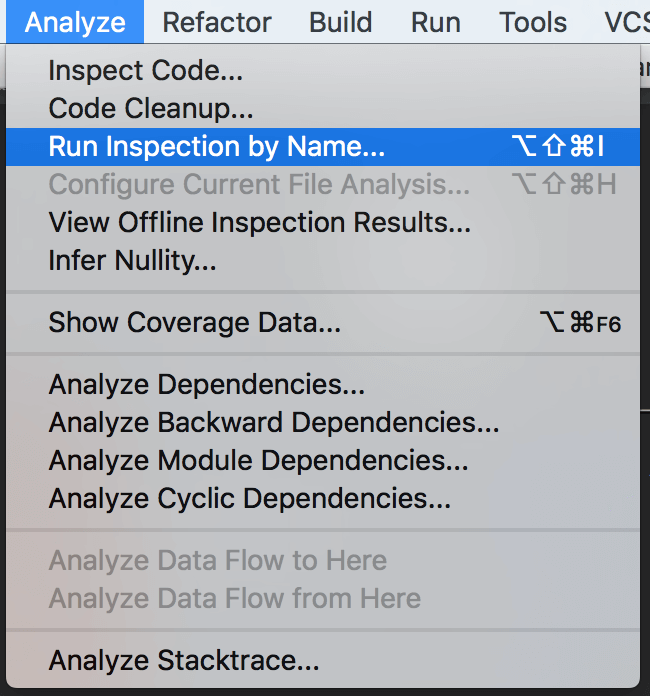 Analyze Refactor Build Run Tools VCS
Inspect Code...
Code Cleanup...
Run Inspection by Name... ⌥⇧⌘I
Configure Current File Analysis... ⌥⇧⌘H
View Offline Inspection Results...
Infer Nullity...
Show Coverage Data... ⌥⌘F6
Analyze Dependencies...
Analyze Backward Dependencies...
Analyze Module Dependencies...
Analyze Cyclic Dependencies...
Analyze Data Flow to Here
Analyze Data Flow from Here
Analyze Stacktrace...